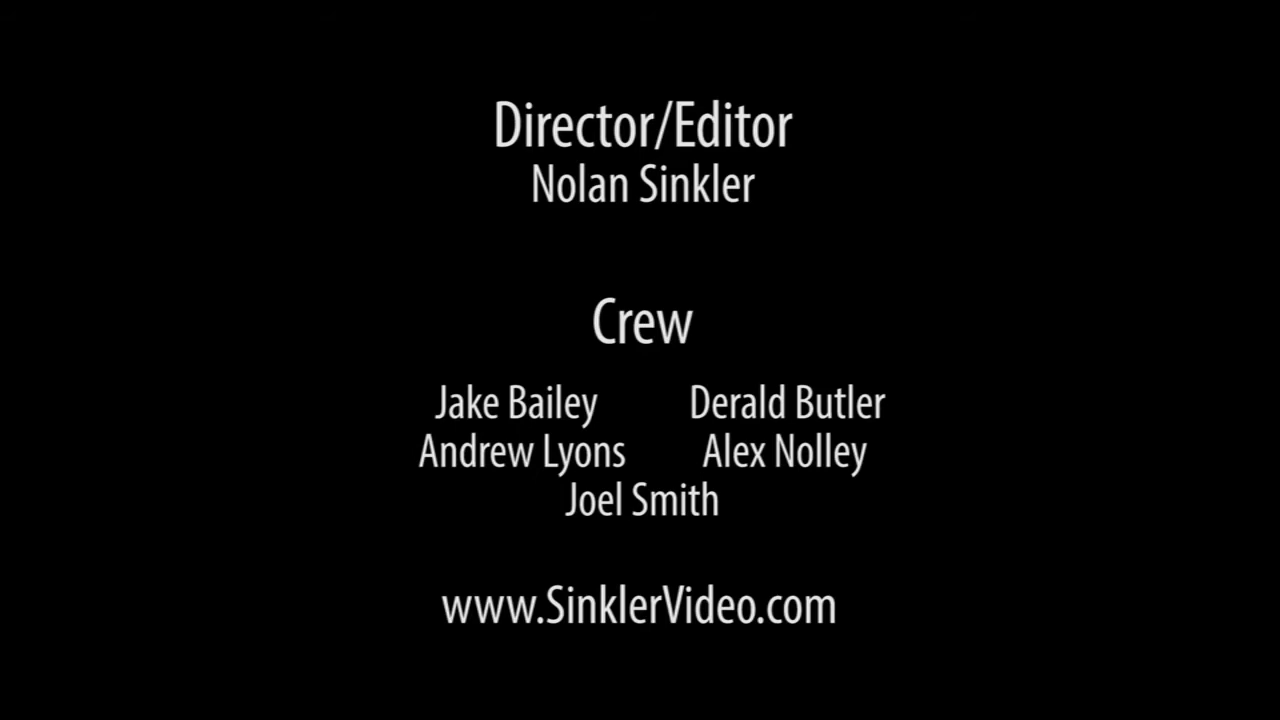 Director/Editor
Nolan Sinkler
Crew
Jake Bailey Derald Butler
Andrew Lyons Alex Nolley
Joel Smith
www.SinklerVideo.com